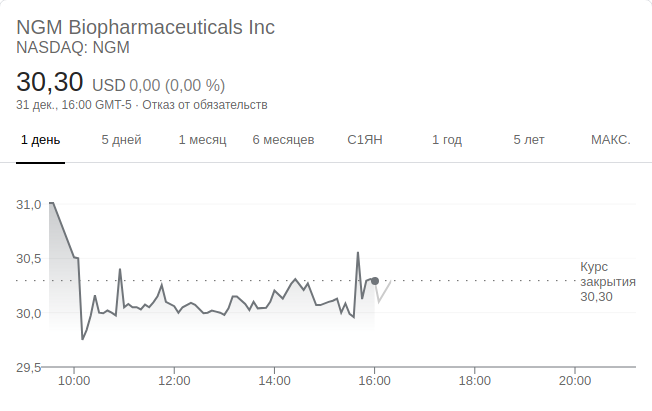 NGM Biopharmaceuticals Inc
NASDAQ: NGM
30,30 USD 0,00 (0,00 %)
31 дек., 16:00 GMT-5 · Отказ от обязательств
1 день 5 дней 1 месяц 6 месяцев С1ЯН 1 год 5 лет МАКС.
31,0
30,5
Курс
закрытия
30,30
30,0
29,5
10:00 12:00 14:00 16:00 18:00 20:00